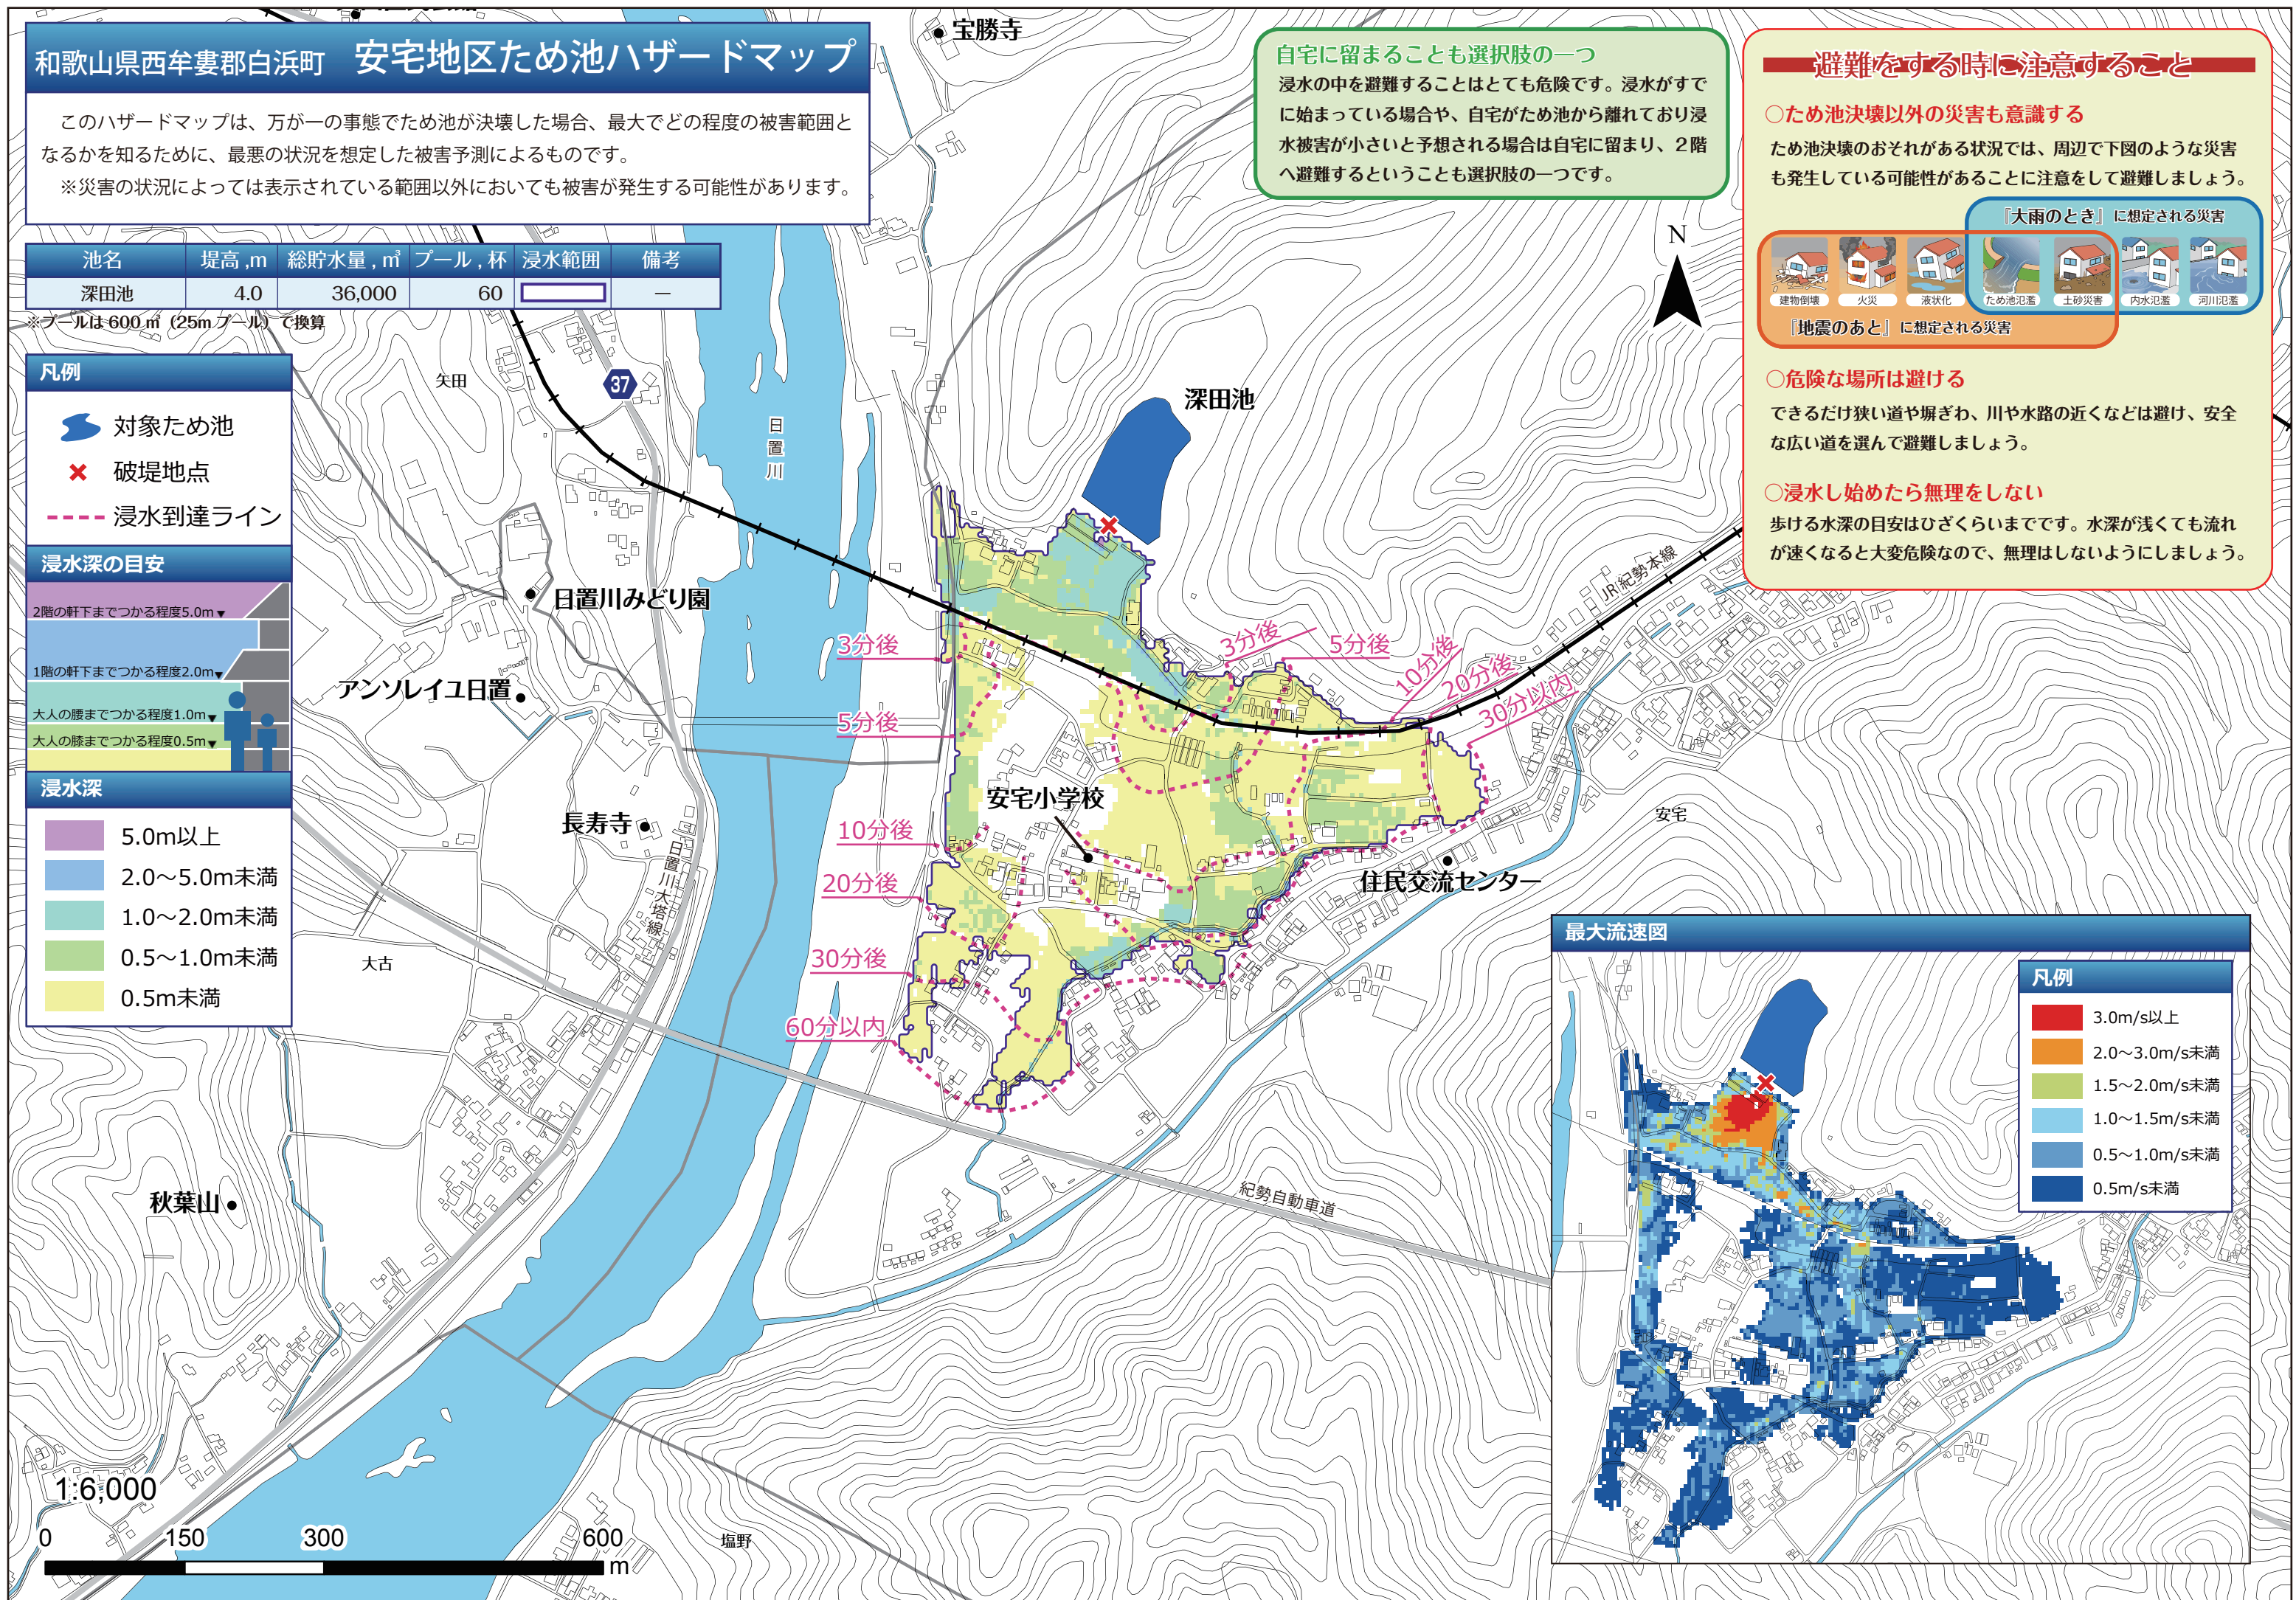 和歌山県西牟婁郡白浜町 安宅地区ため池ハザードマップ
このハザードマップは、万が一の事態でため池が決壊した場合、最大でどの程度の被害範囲と
なるかを知るために、最悪の状況を想定した被害予測によるものです。
※災害の状況によっては表示されている範囲以外においても被害が発生する可能性があります。
池名 堤高,m 総貯水量,㎥ プール,杯 浸水範囲 備考
深田池 4.0 36,000 60 －
※プールは600㎥（25mプール）で換算
凡例
対象ため池
破堤地点
浸水到達ライン
浸水深の目安
2階の軒下までつかる程度5.0m▼
1階の軒下までつかる程度2.0m▼
大人の腰までつかる程度1.0m▼
大人の膝までつかる程度0.5m▼
浸水深
5.0m以上
2.0～5.0m未満
1.0～2.0m未満
0.5～1.0m未満
0.5m未満
自宅に留まることも選択肢の一つ
浸水の中を避難することはとても危険です。浸水がすで
に始まっている場合や、自宅がため池から離れており浸
水被害が小さいと予想される場合は自宅に留まり、２階
へ避難するということも選択肢の一つです。
避難をする時に注意すること
○ため池決壊以外の災害も意識する
ため池決壊のおそれがある状況では、周辺で下図のような災害
も発生している可能性があることに注意をして避難しましょう。
『大雨のとき』に想定される災害
建物倒壊 火災 液状化 ため池氾濫 土砂災害 内水氾濫 河川氾濫
『地震のあと』に想定される災害
○危険な場所は避ける
できるだけ狭い道や塀ぎわ、川や水路の近くなどは避け、安全
な広い道を選んで避難しましょう。
○浸水し始めたら無理をしない
歩ける水深の目安はひざくらいまでです。水深が浅くても流れ
が速くなると大変危険なので、無理はしないようにしましょう。
宝勝寺
N
矢田
37
日置川
深田池
日置川みどり園
アンソレイユ日置
長寿寺
日置川大塔線
大古
秋葉山
JR紀勢本線
3分後
5分後
10分後
20分後
30分後
60分以内
3分後
5分後
10分後
20分後
30分以内
安宅小学校
住民交流センター
安宅
紀勢自動車道
塩野
1:6,000
0 150 300 600
m
最大流速図
凡例
3.0m/s以上
2.0～3.0m/s未満
1.5～2.0m/s未満
1.0～1.5m/s未満
0.5～1.0m/s未満
0.5m/s未満